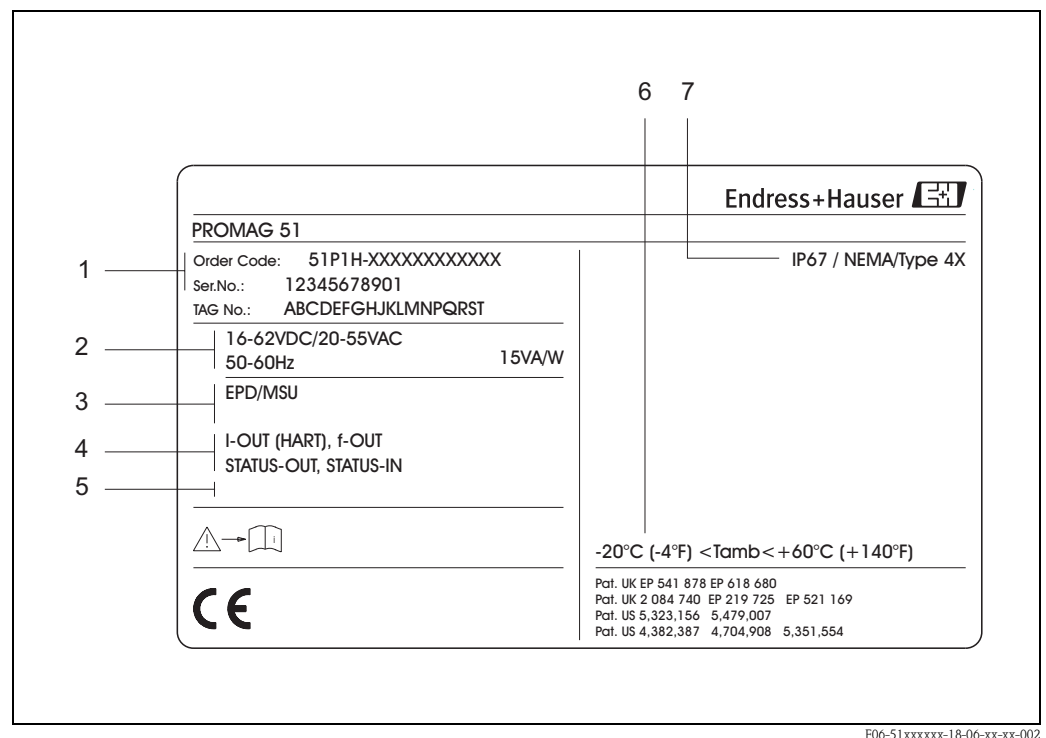 6 7
Endress+Hauser
PROMAG 51
1
Order Code: 51P1H-XXXXXXXXXXXX
Ser.No.: 12345678901
TAG No.: ABCDEFGHJKLMNPQRST
IP67 / NEMA/Type 4X
2
16-62VDC/20-55VAC
50-60Hz 15VA/W
3
EPD/MSU
4
I-OUT (HART), f-OUT
STATUS-OUT, STATUS-IN
5
i
-20°C (-4°F) <Tamb<+60°C (+140°F)
Pat. UK EP 541 878 EP 618 680
Pat. UK 2 084 740 EP 219 725 EP 521 169
Pat. US 5,323,156 5,479,007
Pat. US 4,382,387 4,704,908 5,351,554
CE
F06-51xxxxxx-18-06-xx-xx-002